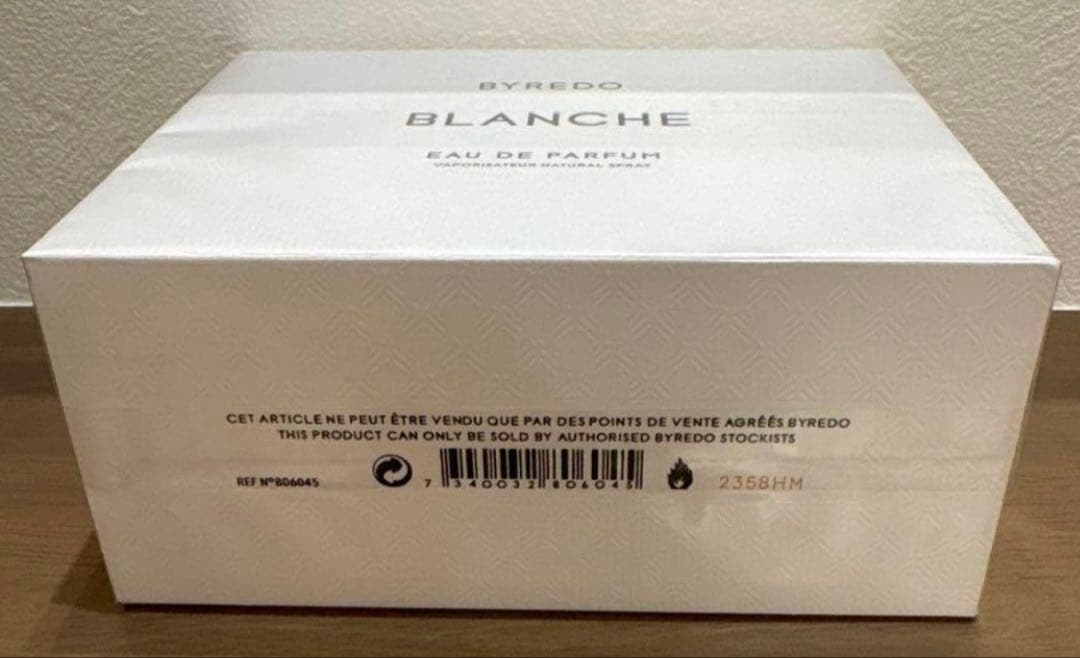 BYREDO
BLANCHE
EAU DE PARFUM
VAPORISATEUR NATURAL SPRAY
CET ARTICLE NE PEUT ÊTRE VENDU QUE PAR DES POINTS DE VENTE AGRÉÉS BYREDO
THIS PRODUCT CAN ONLY BE SOLD BY AUTHORISED BYREDO STOCKISTS
REF N°806045
7 340032 806045
2358HM